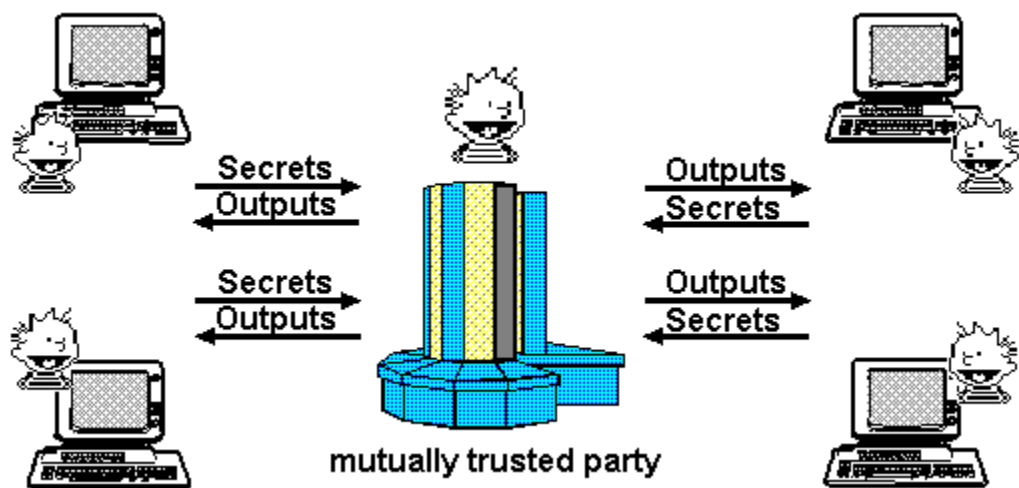 Secrets
Outputs
Outputs
Secrets
Secrets
Outputs
Outputs
Secrets
mutually trusted party